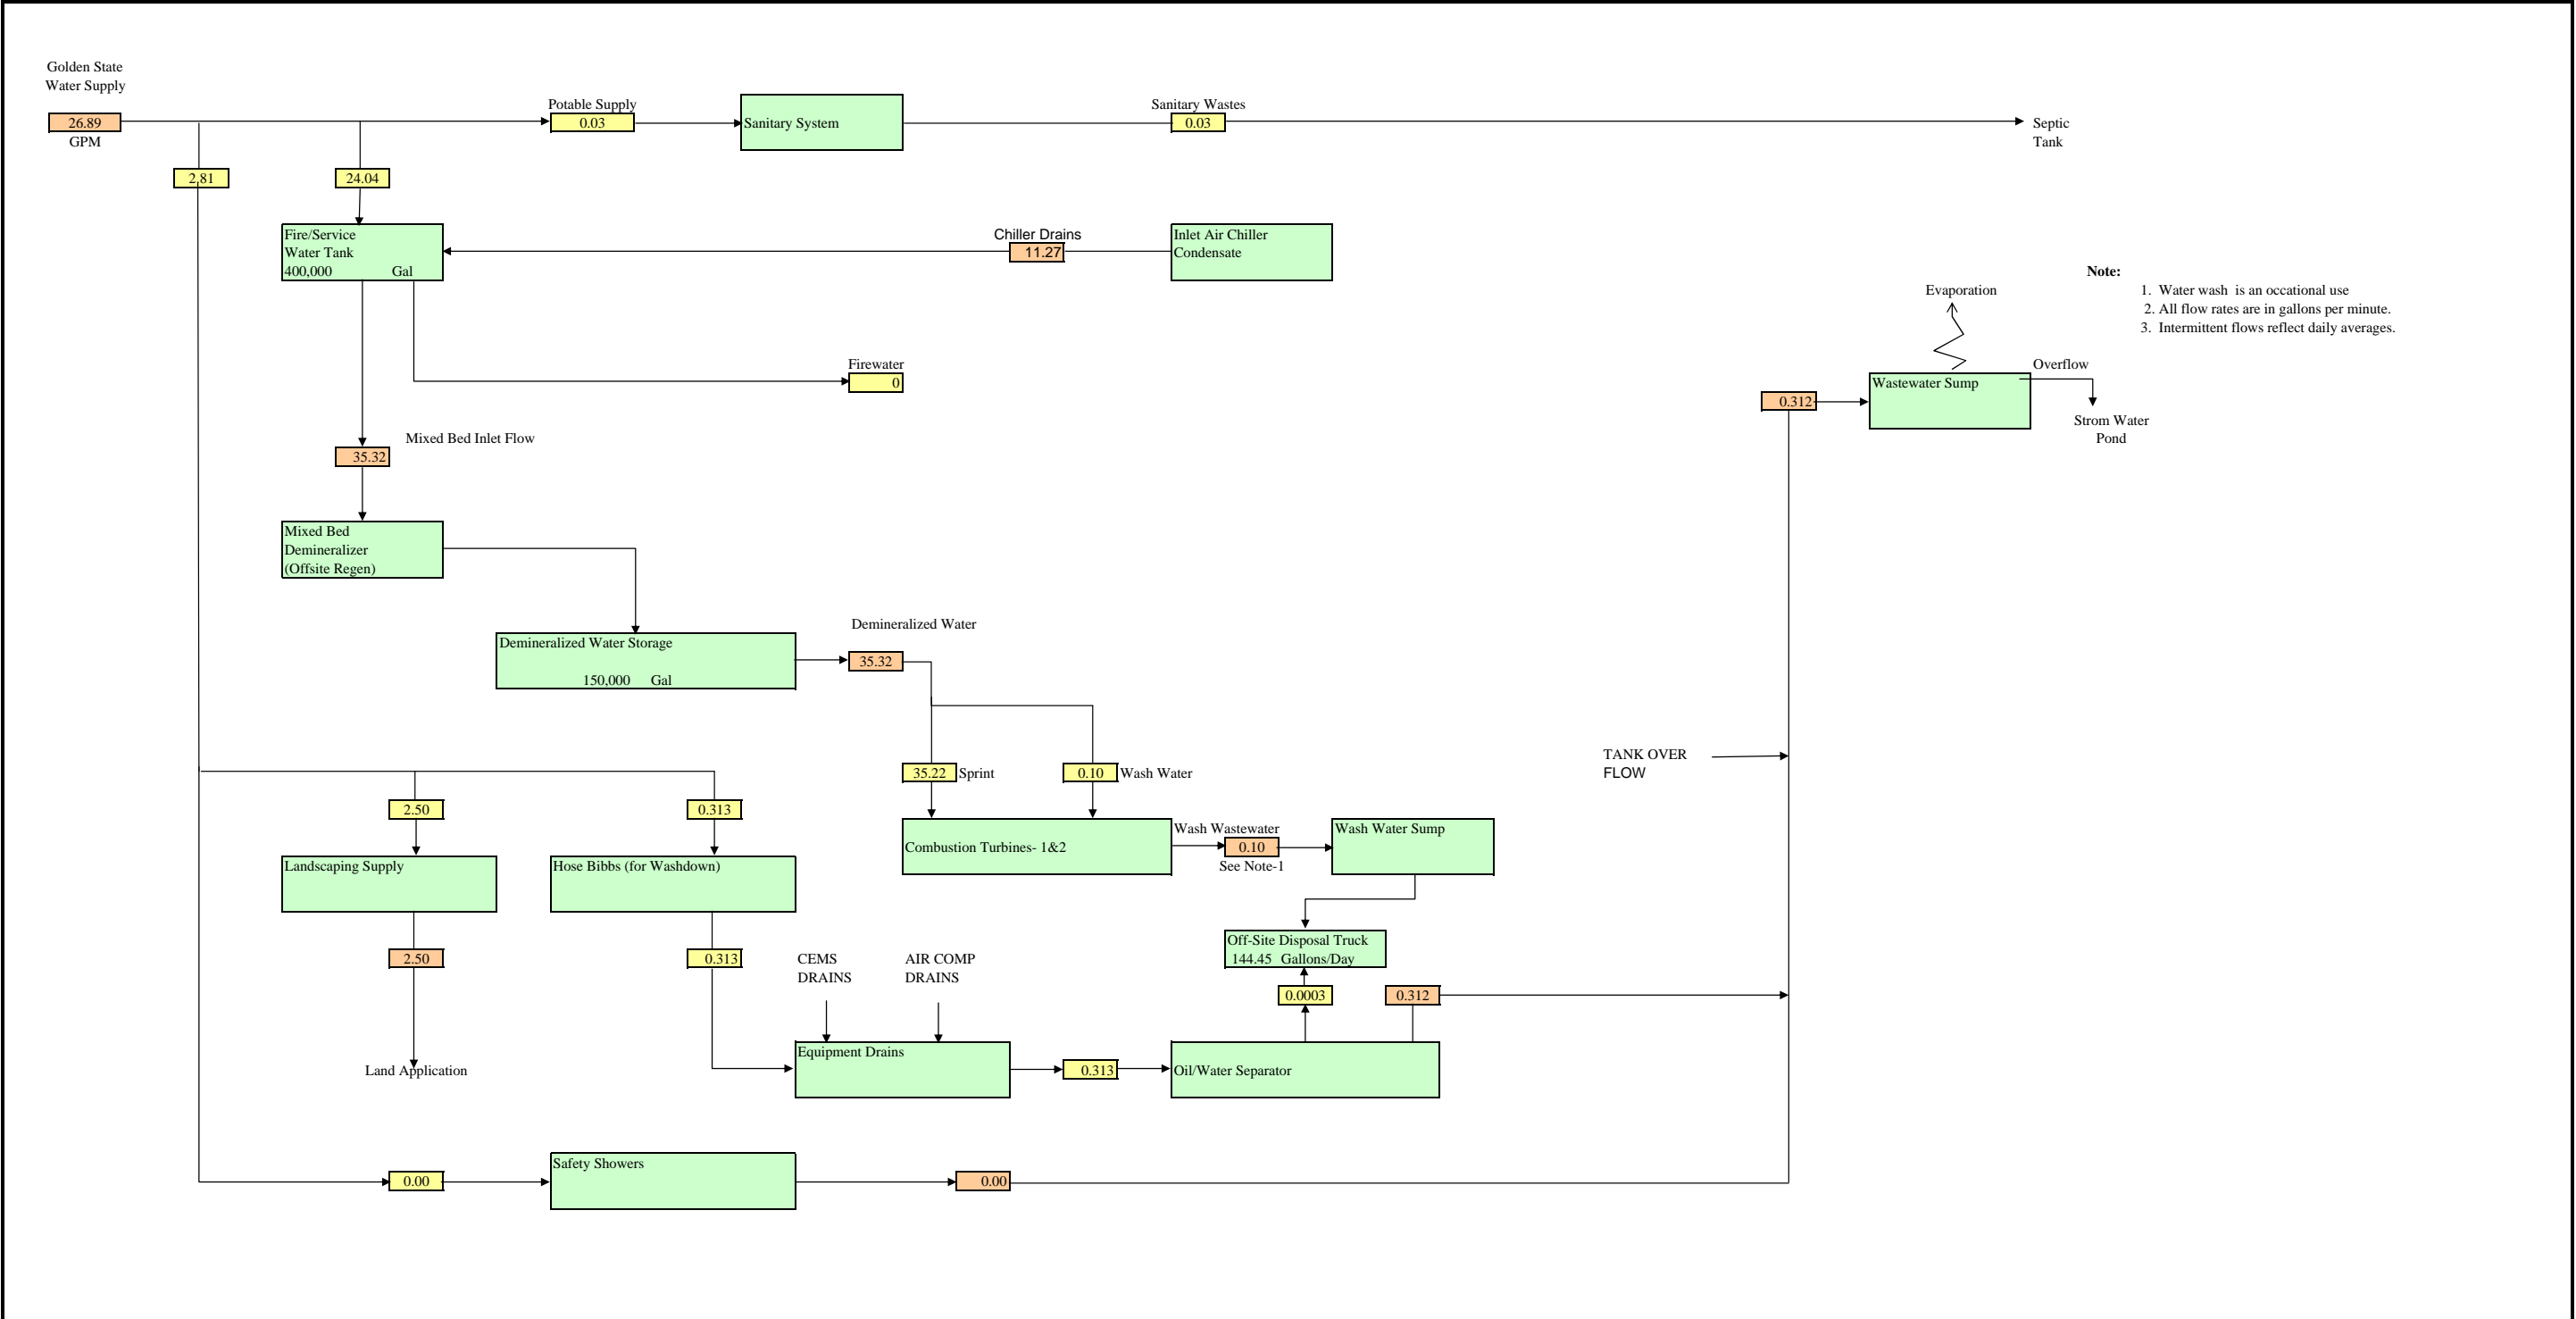 Golden State
Water Supply
26.89
GPM
Potable Supply
0.03
Sanitary System
Sanitary Wastes
0.03
Septic
Tank
2.81
24.04
Fire/Service
Water Tank
400,000 Gal
Chiller Drains
11.27
Inlet Air Chiller
Condensate
Note:
1. Water wash is an occational use
2. All flow rates are in gallons per minute.
3. Intermittent flows reflect daily averages.
Evaporation
Overflow
Wastewater Sump
0.312
Strom Water
Pond
Firewater
0
Mixed Bed Inlet Flow
35.32
Mixed Bed
Demineralizer
(Offsite Regen)
Demineralized Water Storage
150,000 Gal
Demineralized Water
35.32
35.22 Sprint
0.10 Wash Water
TANK OVER
FLOW
2.50
0.313
Combustion Turbines- 1&2
Wash Wastewater
0.10
See Note-1
Wash Water Sump
Landscaping Supply
Hose Bibbs (for Washdown)
Off-Site Disposal Truck
144.45 Gallons/Day
2.50
0.313
CEMS
DRAINS
AIR COMP
DRAINS
0.0003
0.312
Land Application
Equipment Drains
0.313
Oil/Water Separator
0.00
Safety Showers
0.00